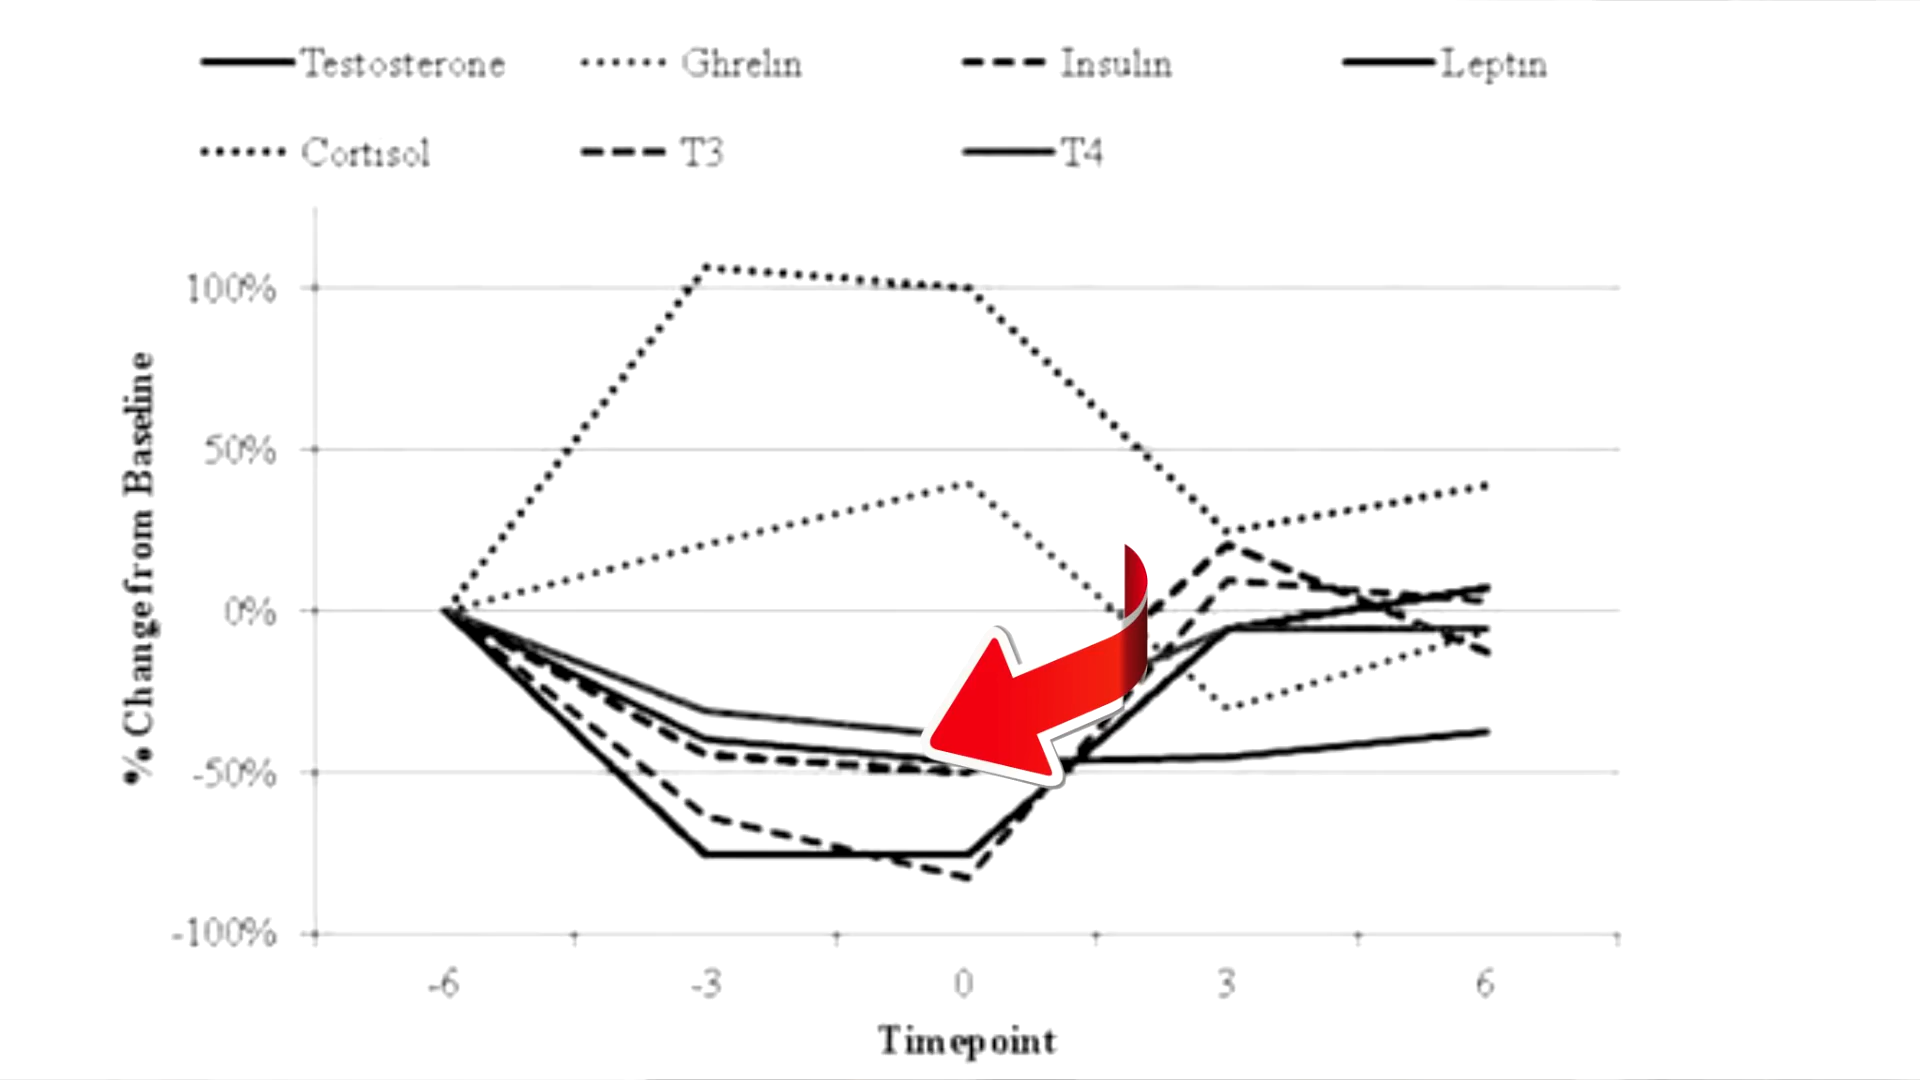 Testosterone Ghrelin Insulin Leptin
Cortisol T3 T4
100%
50%
0%
-50%
-100%
% Change from Baseline
-6 -3 0 3 6
Timepoint